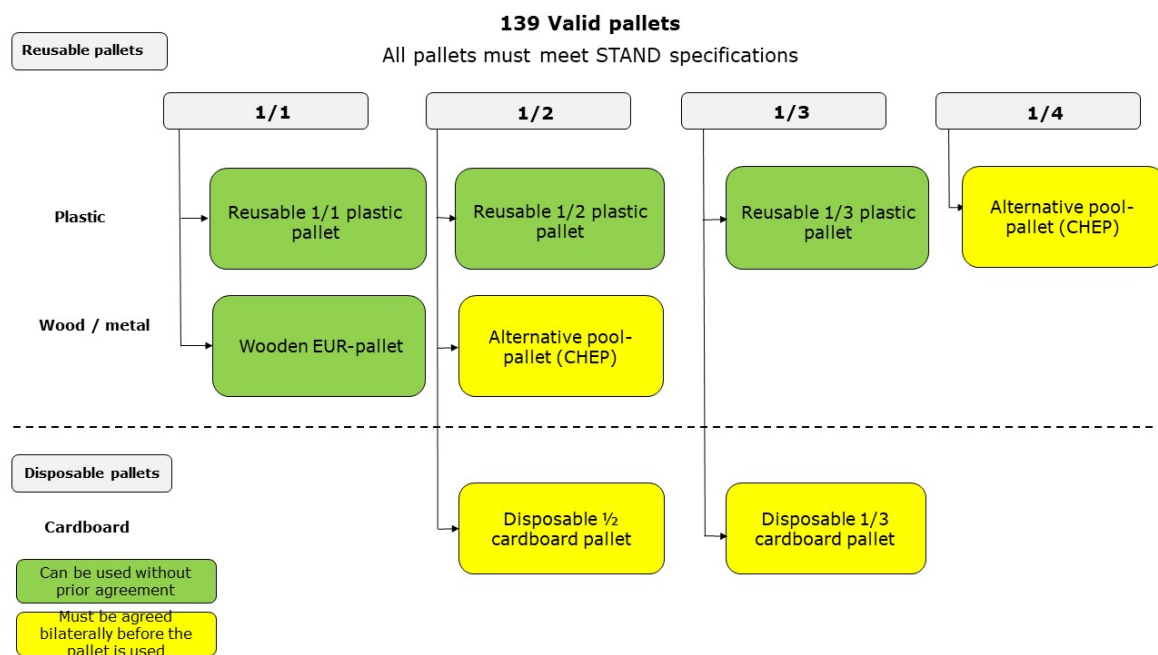 139 Valid pallets
Reusable pallets
All pallets must meet STAND specifications
1/1
1/2
1/3
1/4
Plastic
Reusable 1/1 plastic
pallet
Reusable 1/2 plastic
pallet
Reusable 1/3 plastic
pallet
Alternative pool-
pallet (CHEP)
Wood / metal
Wooden EUR-pallet
Alternative pool-
pallet (CHEP)
Disposable pallets
Cardboard
Disposable ½
cardboard pallet
Disposable 1/3
cardboard pallet
Can be used without
prior agreement
Must be agreed
bilaterally before the
pallet is used